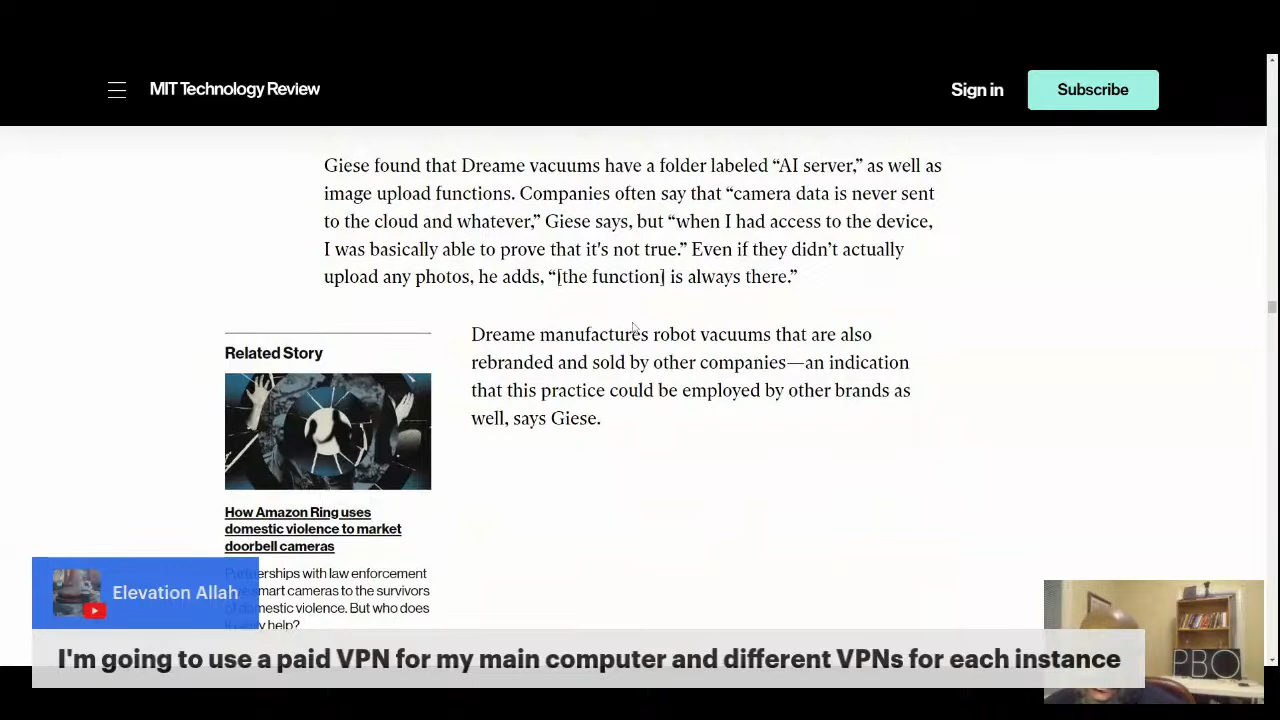 MIT Technology Review
Sign in
Subscribe
Giese found that Dreame vacuums have a folder labeled “AI server,” as well as
image upload functions. Companies often say that “camera data is never sent
to the cloud and whatever,” Giese says, but “when I had access to the device,
I was basically able to prove that it's not true.” Even if they didn’t actually
upload any photos, he adds, “[the function] is always there.”
Related Story
How Amazon Ring uses
domestic violence to market
doorbell cameras
enforcement
smart cameras to the survivors
domestic violence. But who does
help?
Dreame manufactures robot vacuums that are also
rebranded and sold by other companies—an indication
that this practice could be employed by other brands as
well, says Giese.
Elevation Allah
I'm going to use a paid VPN for my main computer and different VPNs for each instance
PBO